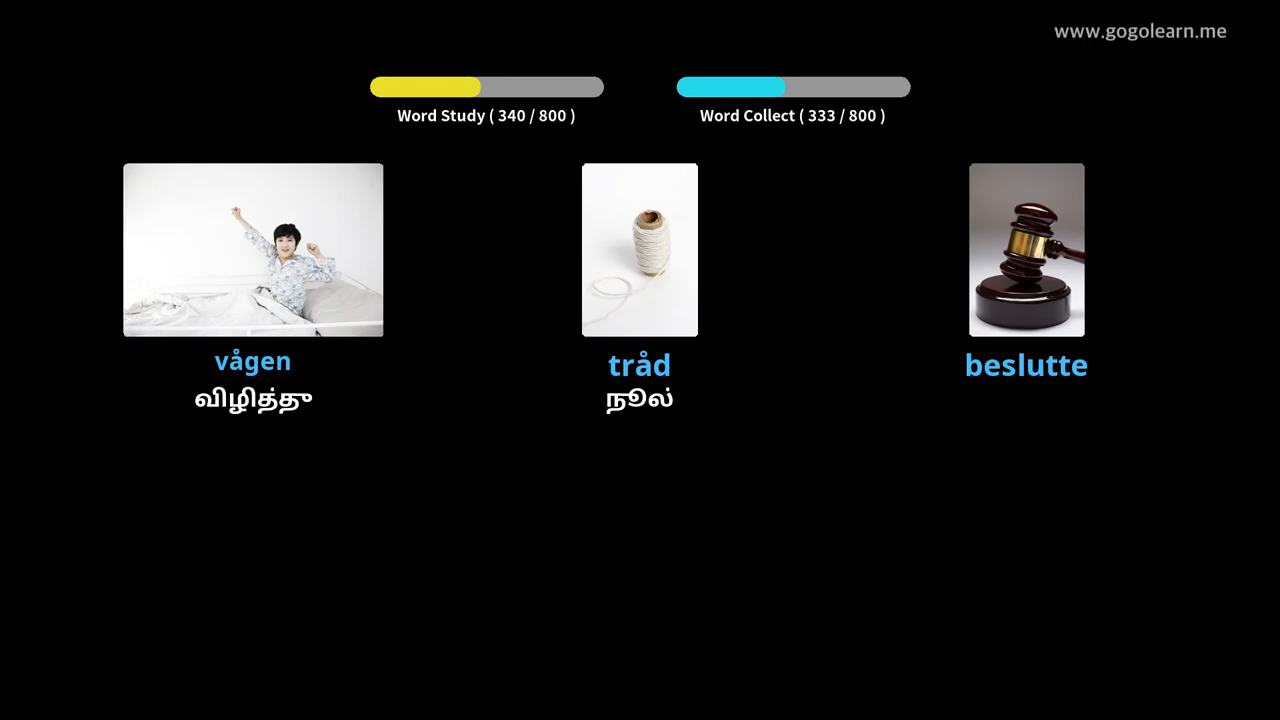 www.gogolearn.me
Word Study ( 340 / 800 )
Word Collect ( 333 / 800 )
vågen
விழித்து
tråd
நூல்
beslutte